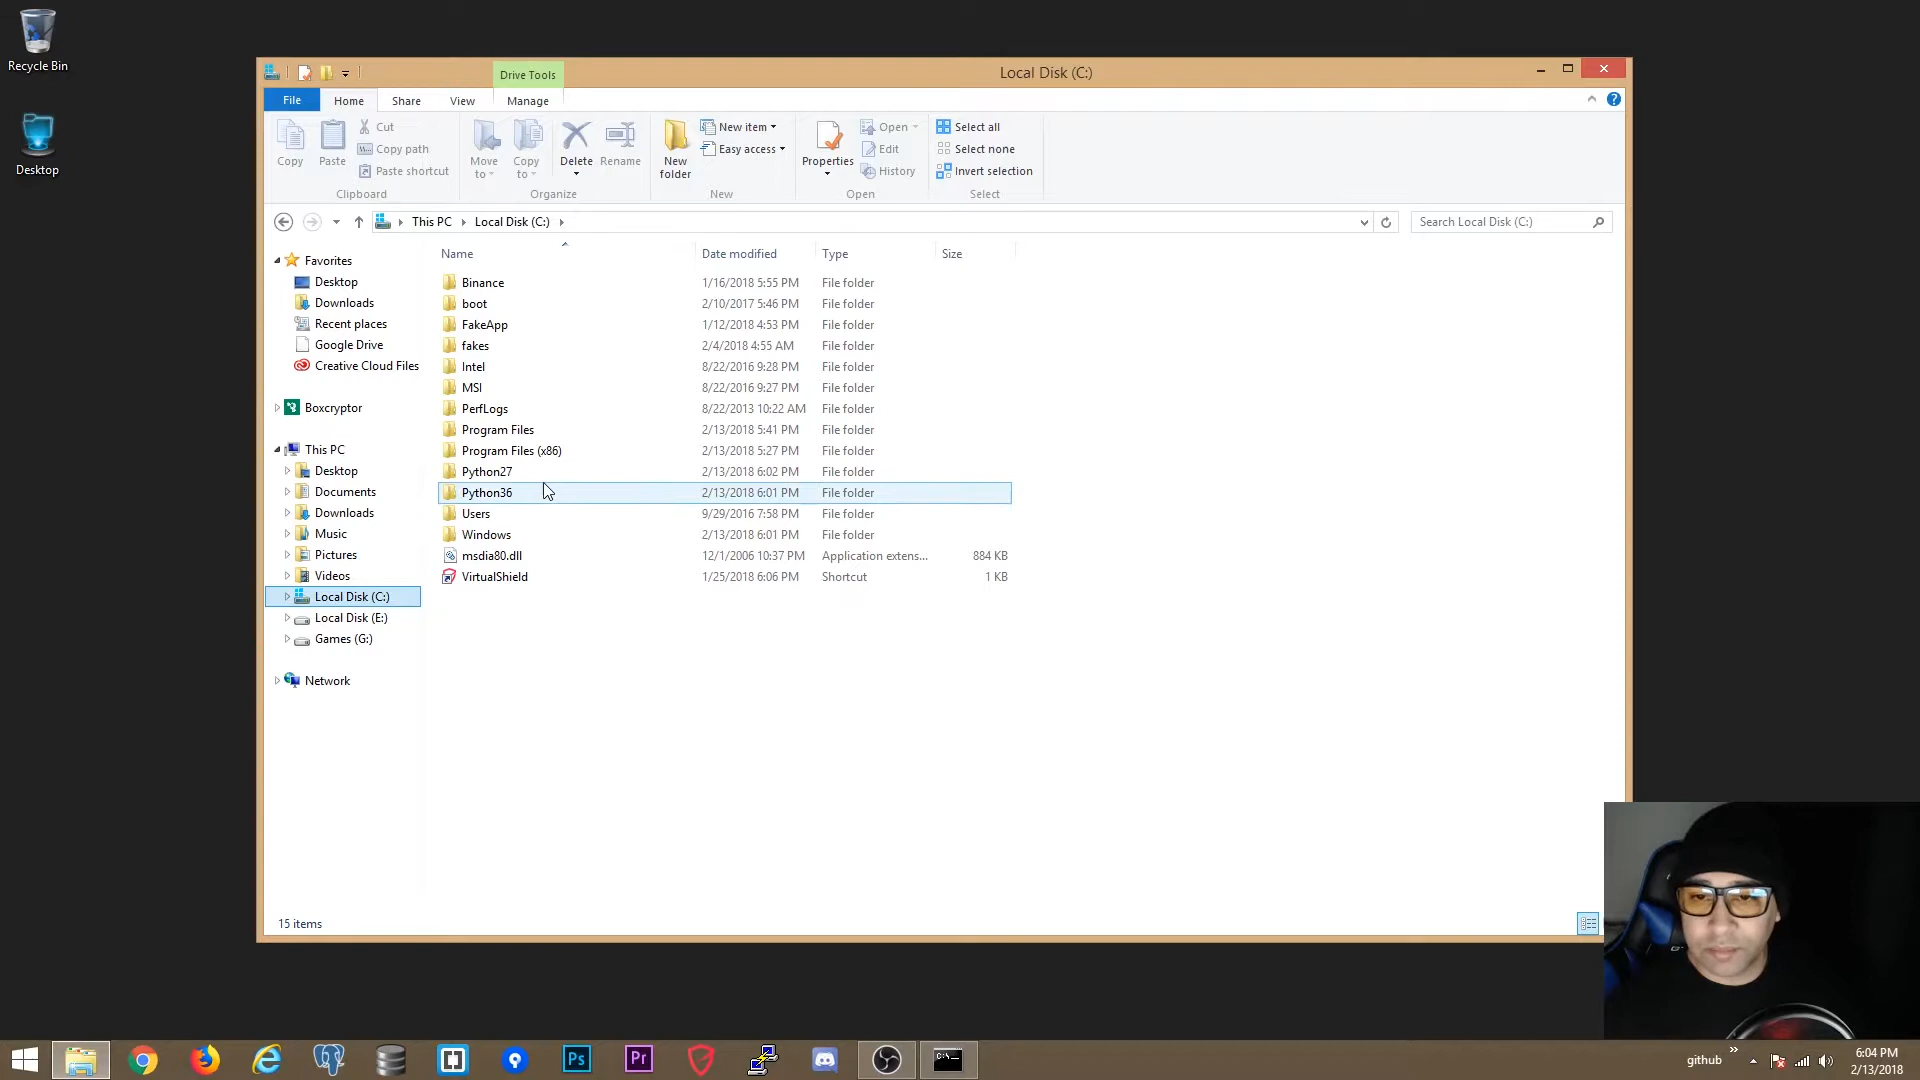 Recycle Bin
Desktop
Drive Tools
Local Disk (C:)
File
Home
Share
View
Manage
Copy
Paste
Cut
Copy path
Paste shortcut
Clipboard
Move to
Copy to
Delete
Rename
Organize
New folder
New item
Easy access
New
Properties
Open
Edit
History
Open
Select all
Select none
Invert selection
Select
This PC
Local Disk (C:)
Search Local Disk (C:)
Favorites
Desktop
Downloads
Recent places
Google Drive
Creative Cloud Files
Boxcryptor
This PC
Desktop
Documents
Downloads
Music
Pictures
Videos
Local Disk (C:)
Local Disk (E:)
Games (G:)
Network
Name Date modified Type Size
Binance 1/16/2018 5:55 PM File folder
boot 2/10/2017 5:46 PM File folder
FakeApp 1/12/2018 4:53 PM File folder
fakes 2/4/2018 4:55 AM File folder
Intel 8/22/2016 9:28 PM File folder
MSI 8/22/2016 9:27 PM File folder
PerfLogs 8/22/2013 10:22 AM File folder
Program Files 2/13/2018 5:41 PM File folder
Program Files (x86) 2/13/2018 5:27 PM File folder
Python27 2/13/2018 6:02 PM File folder
Python36 2/13/2018 6:01 PM File folder
Users 9/29/2016 7:58 PM File folder
Windows 2/13/2018 6:01 PM File folder
msdia80.dll 12/1/2006 10:37 PM Application extens... 884 KB
VirtualShield 1/25/2018 6:06 PM Shortcut 1 KB
15 items
Ps
Pr
C:\
github
6:04 PM
2/13/2018